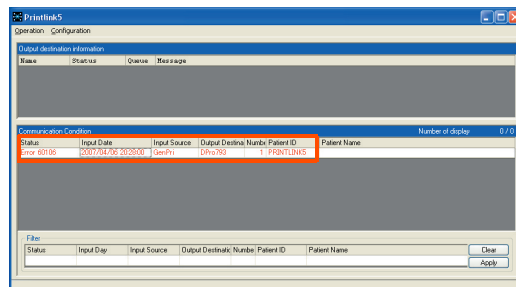 Printlink5
Operation Configuration
Output destination information
Name Status Queue Message
Communication Condition Number of display 0 / 0
Status Input Date Input Source Output Destina Numbe Patient ID Patient Name
Error 60106 2007/04/06 20:28:00 GenPri DPro793 1 PRINTLINK5
Filter
Status Input Day Input Source Output Destinatic Numbe Patient ID Patient Name
Clear
Apply